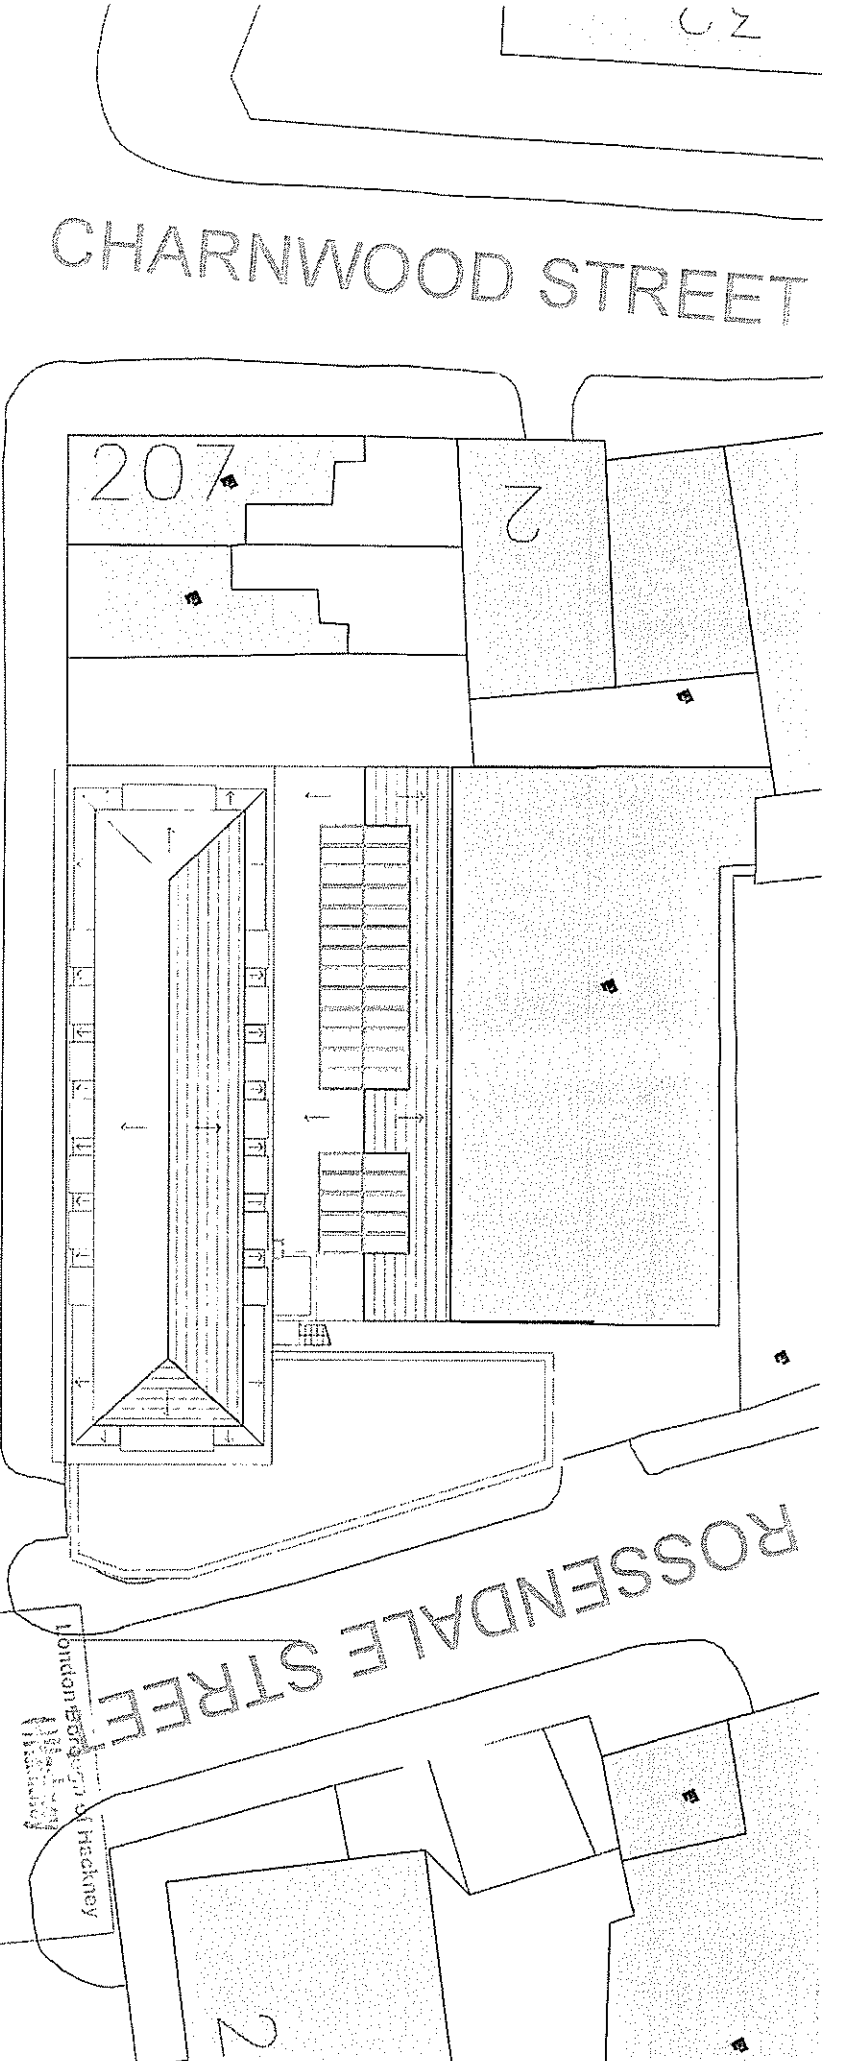 CHARNWOOD STREET
207
2
ROSSENDALE STREET
London Borough of Hackney
2